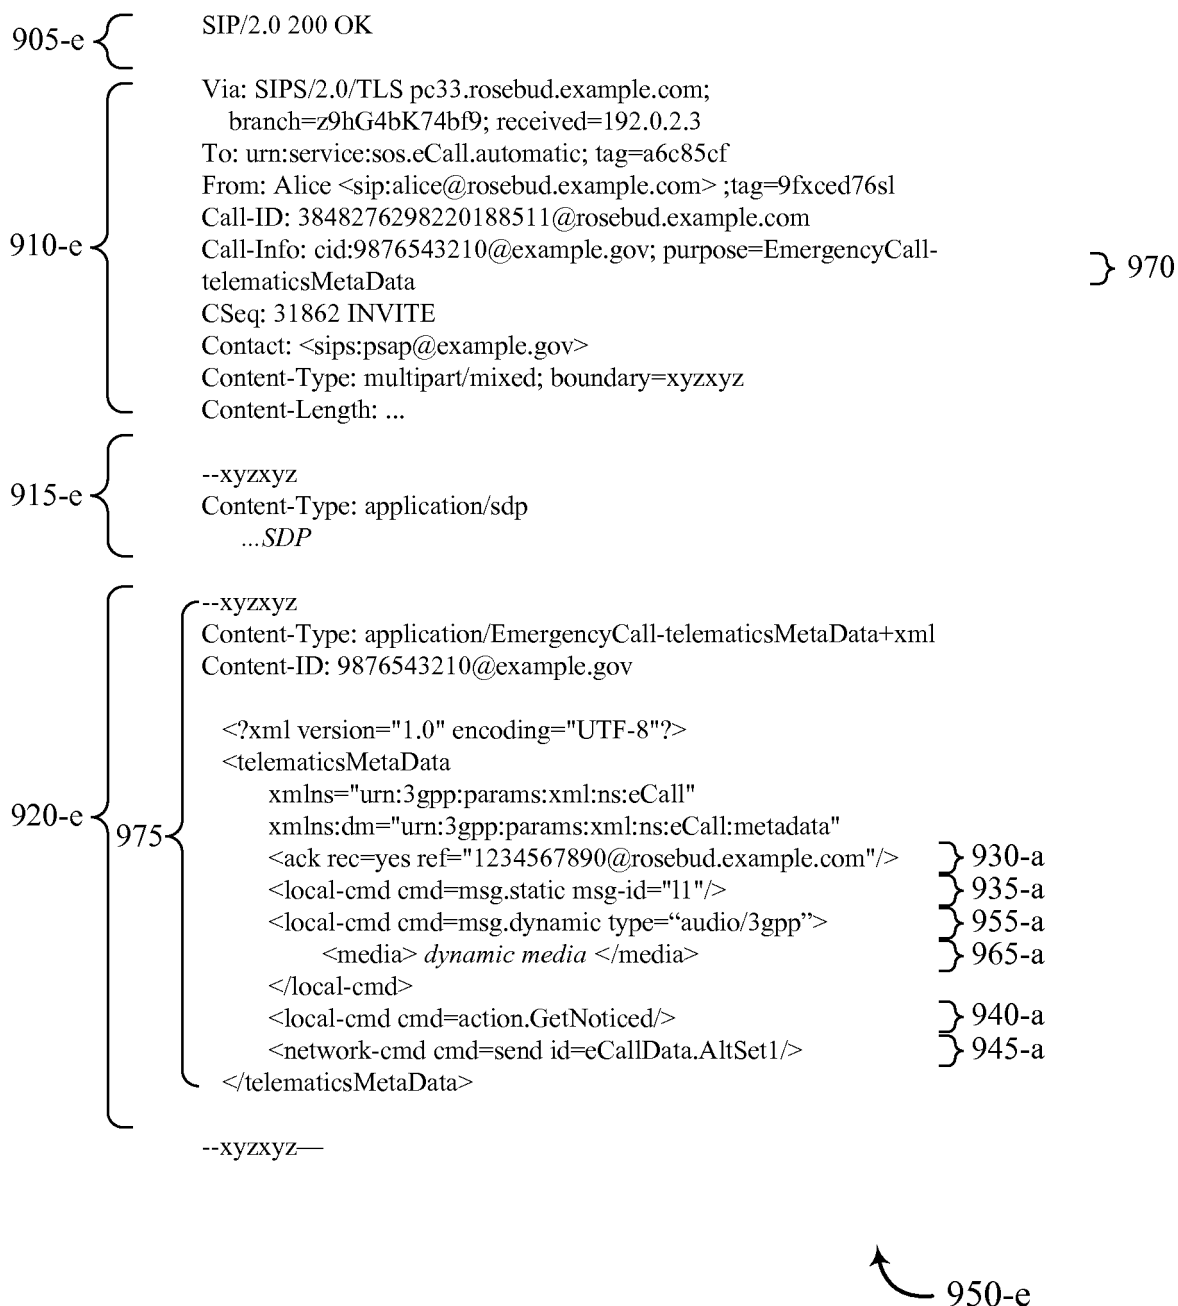 905-e
SIP/2.0 200 OK
Via: SIPS/2.0/TLS pc33.rosebud.example.com;
branch=z9hG4bK74bf9; received=192.0.2.3
To: urn:service:sos.eCall.automatic; tag=a6c85cf
From: Alice <sip:alice@rosebud.example.com> ;tag=9fxced76sl
Call-ID: 3848276298220188511@rosebud.example.com
910-e
Call-Info: cid:9876543210@example.gov; purpose=EmergencyCall-
telematicsMetaData
970
CSeq: 31862 INVITE
Contact: <sips:psap@example.gov>
Content-Type: multipart/mixed; boundary=xyzxyz
Content-Length: ...
--xyzxyz
915-e
Content-Type: application/sdp
...SDP
--xyzxyz
Content-Type: application/EmergencyCall-telematicsMetaData+xml
Content-ID: 9876543210@example.gov
<?xml version="1.0" encoding="UTF-8"?>
<telematicsMetaData
xmlns="urn:3gpp:params:xml:ns:eCall"
920-e
975
xmlns:dm="urn:3gpp:params:xml:ns:eCall:metadata"
<ack rec=yes ref="1234567890@rosebud.example.com"/>
930-a
<local-cmd cmd=msg.static msg-id="l1"/>
935-a
<local-cmd cmd=msg.dynamic type=“audio/3gpp”>
955-a
<media> dynamic media </media>
965-a
</local-cmd>
<local-cmd cmd=action.GetNoticed/>
940-a
<network-cmd cmd=send id=eCallData.AltSet1/>
945-a
</telematicsMetaData>
--xyzxyz—
950-e